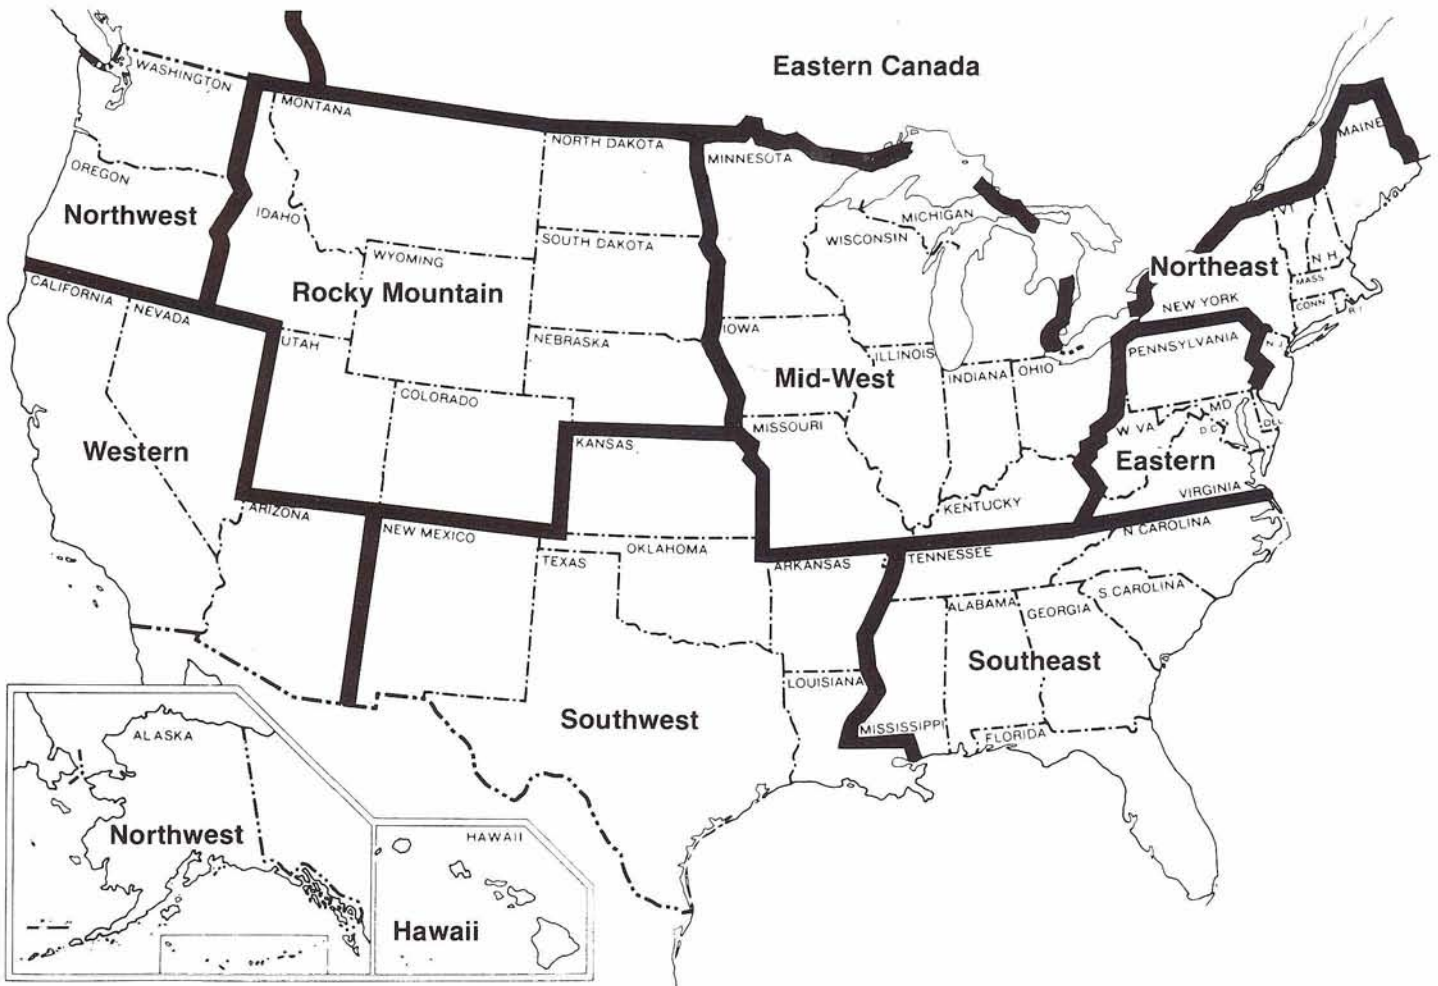 Eastern Canada
WASHINGTON
MONTANA
NORTH DAKOTA
MINNESOTA
MAINE
OREGON
Northwest
IDAHO
SOUTH DAKOTA
WISCONSIN
MICHIGAN
N.H.
WYOMING
Rocky Mountain
Northeast
MASS
CALIFORNIA
NEVADA
NEW YORK
CONN
R.I.
UTAH
NEBRASKA
IOWA
ILLINOIS
INDIANA
OHIO
PENNSYLVANIA
N.J.
Mid-West
COLORADO
MISSOURI
W VA
MD
D.C.
DEL
KANSAS
Western
Eastern
KENTUCKY
VIRGINIA
ARIZONA
NEW MEXICO
OKLAHOMA
TEXAS
ARKANSAS
TENNESSEE
N CAROLINA
S. CAROLINA
ALABAMA
GEORGIA
Southeast
LOUISIANA
Southwest
MISSISSIPPI
FLORIDA
ALASKA
Northwest
HAWAII
Hawaii